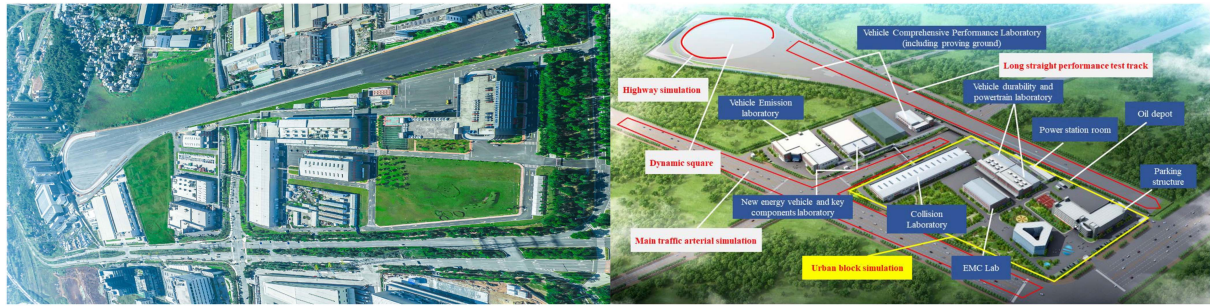 Vehicle Comprehensive Performance Laboratory
(including proving ground)
Long straight performance test track
Highway simulation
Vehicle durability and
powertrain laboratory
Vehicle Emission
laboratory
Oil depot
Power station room
Dynamic square
Parking
structure
New energy vehicle and key
components laboratory
Collision
Laboratory
Main traffic arterial simulation
Urban block simulation
EMC Lab